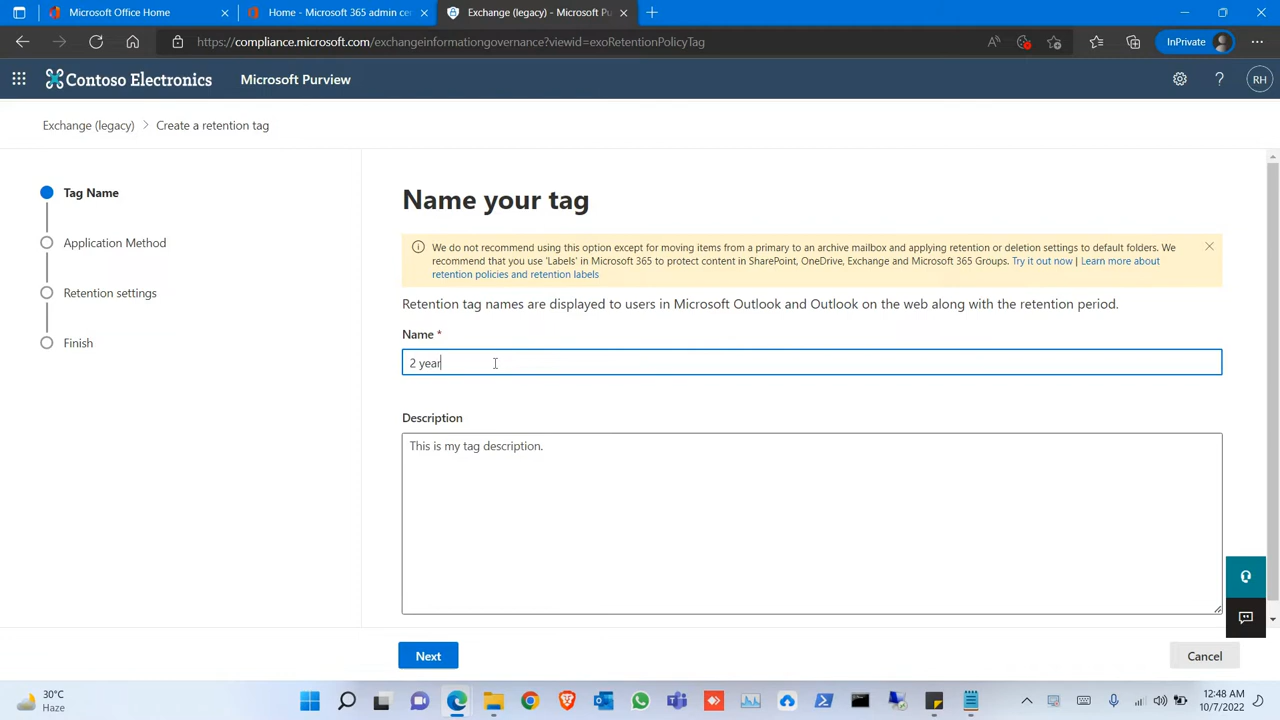 Microsoft Office Home
Home - Microsoft 365 admin cer
Exchange (legacy) - Microsoft Pu
https://compliance.microsoft.com/exchangeinformationgovernance?viewid=exoRetentionPolicyTag
InPrivate
Contoso Electronics
Microsoft Purview
RH
Exchange (legacy) > Create a retention tag
Tag Name
Application Method
Retention settings
Finish
Name your tag
We do not recommend using this option except for moving items from a primary to an archive mailbox and applying retention or deletion settings to default folders. We
recommend that you use 'Labels' in Microsoft 365 to protect content in SharePoint, OneDrive, Exchange and Microsoft 365 Groups. Try it out now | Learn more about
retention policies and retention labels
Retention tag names are displayed to users in Microsoft Outlook and Outlook on the web along with the retention period.
Name *
2 year
Description
This is my tag description.
Next
Cancel
30°C
Haze
12:48 AM
10/7/2022